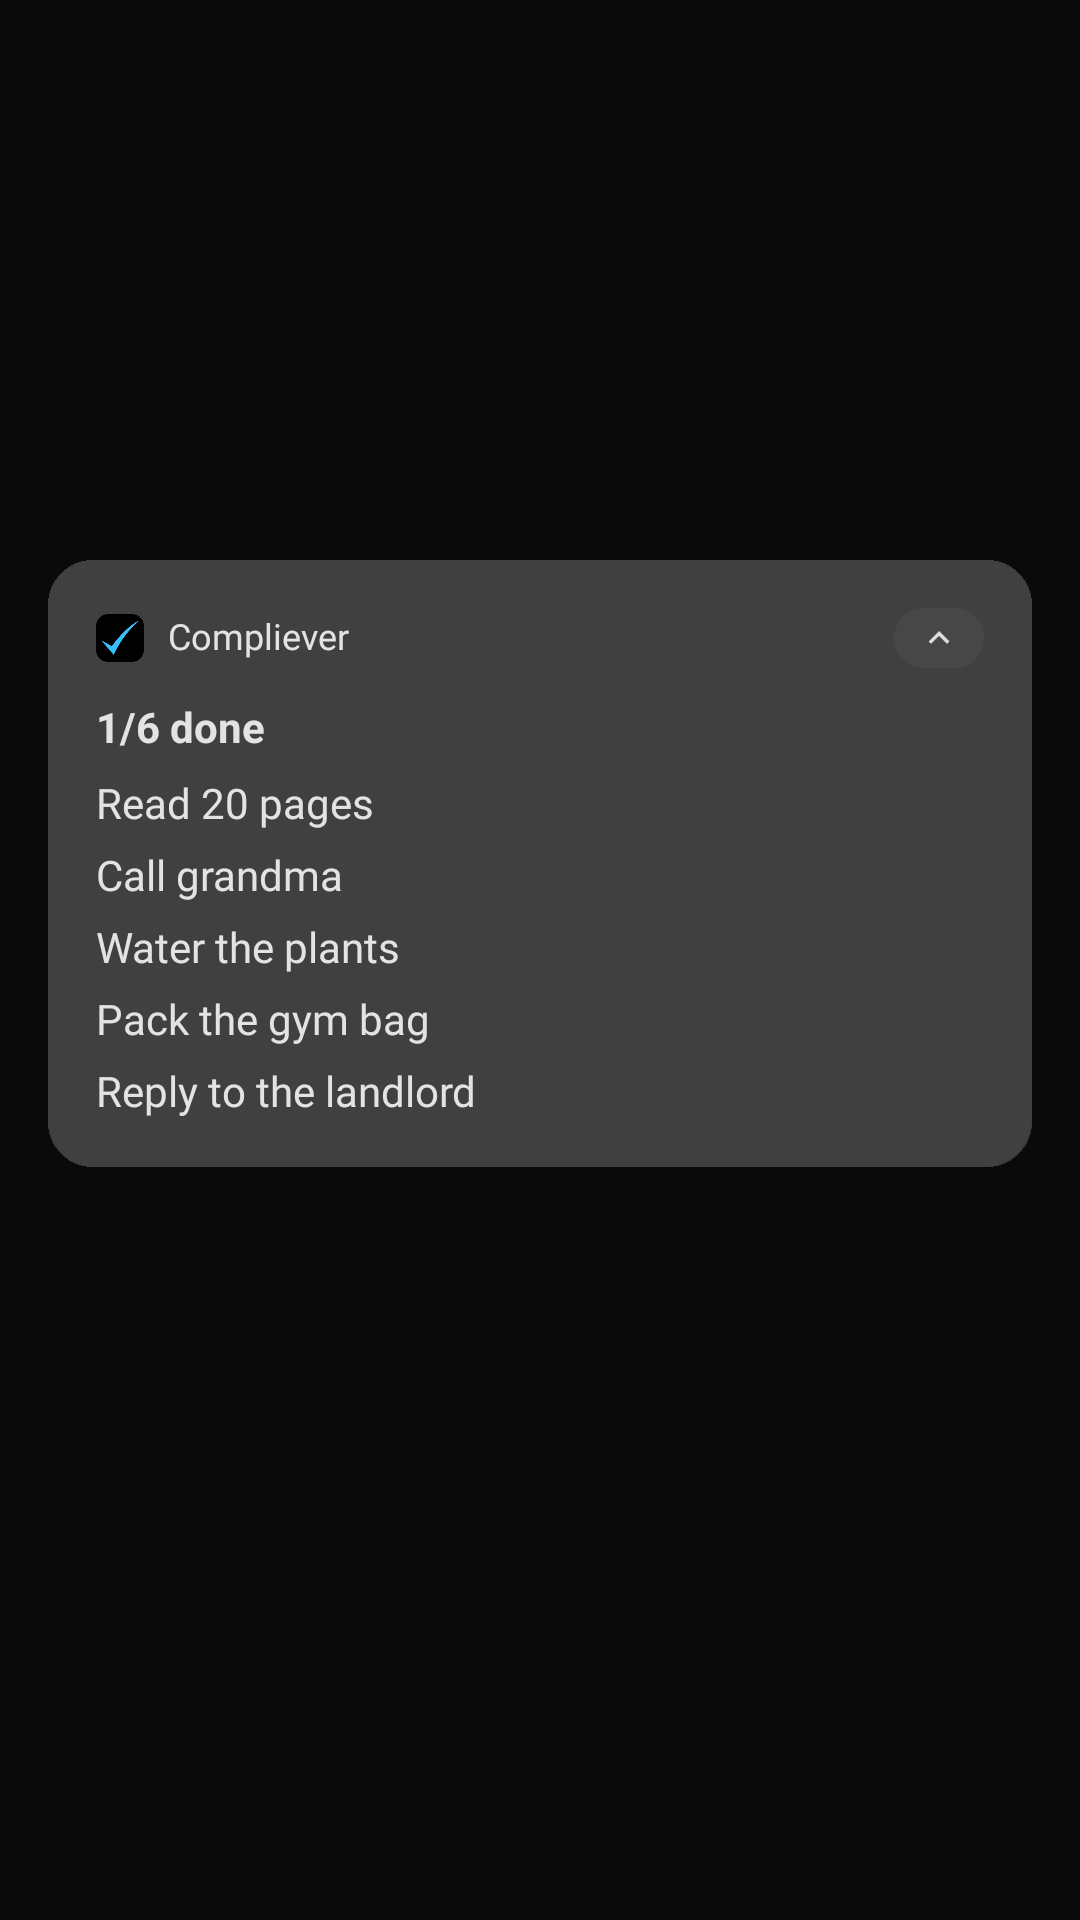 Compliever
1/6 done
Read 20 pages
Call grandma
Water the plants
Pack the gym bag
Reply to the landlord